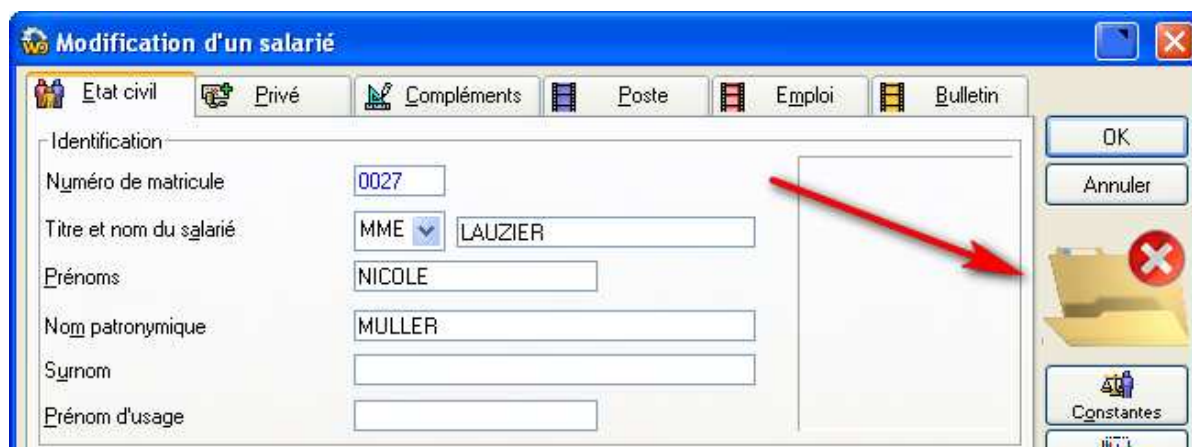 Modification d'un salarié
Etat civil Privé Compléments Poste Emploi Bulletin
Identification
OK
Numéro de matricule 0027
Annuler
Titre et nom du salarié MME LAUZIER
Prénoms NICOLE
Nom patronymique MULLER
Surnom
Constantes
Prénom d'usage